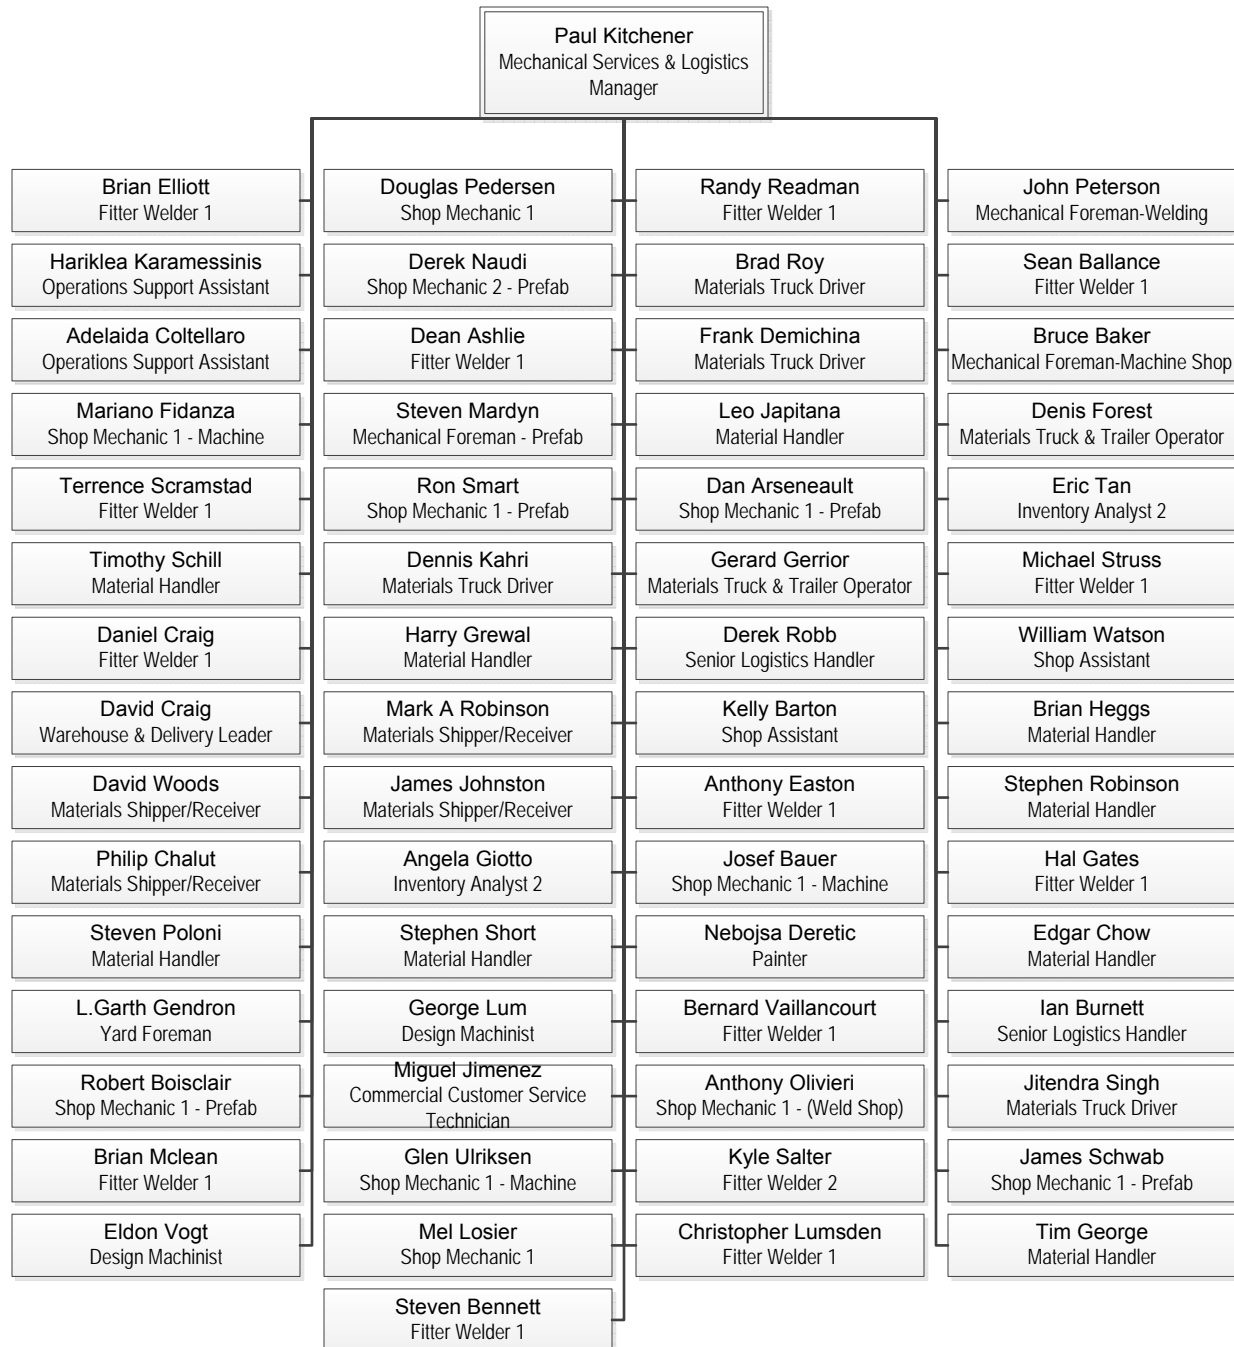 Paul Kitchener
Mechanical Services & Logistics
Manager
Brian Elliott
Fitter Welder 1
Douglas Pedersen
Shop Mechanic 1
Randy Readman
Fitter Welder 1
John Peterson
Mechanical Foreman-Welding
Hariklea Karamessinis
Operations Support Assistant
Derek Naudi
Shop Mechanic 2 - Prefab
Brad Roy
Materials Truck Driver
Sean Ballance
Fitter Welder 1
Adelaida Coltellaro
Operations Support Assistant
Dean Ashlie
Fitter Welder 1
Frank Demichina
Materials Truck Driver
Bruce Baker
Mechanical Foreman-Machine Shop
Mariano Fidanza
Shop Mechanic 1 - Machine
Steven Mardyn
Mechanical Foreman - Prefab
Leo Japitana
Material Handler
Denis Forest
Materials Truck & Trailer Operator
Terrence Scramstad
Fitter Welder 1
Ron Smart
Shop Mechanic 1 - Prefab
Dan Arseneault
Shop Mechanic 1 - Prefab
Eric Tan
Inventory Analyst 2
Timothy Schill
Material Handler
Dennis Kahri
Materials Truck Driver
Gerard Gerrior
Materials Truck & Trailer Operator
Michael Struss
Fitter Welder 1
Daniel Craig
Fitter Welder 1
Harry Grewal
Material Handler
Derek Robb
Senior Logistics Handler
William Watson
Shop Assistant
David Craig
Warehouse & Delivery Leader
Mark A Robinson
Materials Shipper/Receiver
Kelly Barton
Shop Assistant
Brian Heggs
Material Handler
David Woods
Materials Shipper/Receiver
James Johnston
Materials Shipper/Receiver
Anthony Easton
Fitter Welder 1
Stephen Robinson
Material Handler
Philip Chalut
Materials Shipper/Receiver
Angela Giotto
Inventory Analyst 2
Josef Bauer
Shop Mechanic 1 - Machine
Hal Gates
Fitter Welder 1
Steven Poloni
Material Handler
Stephen Short
Material Handler
Nebojsa Deretic
Painter
Edgar Chow
Material Handler
L.Garth Gendron
Yard Foreman
George Lum
Design Machinist
Bernard Vaillancourt
Fitter Welder 1
Ian Burnett
Senior Logistics Handler
Robert Boisclair
Shop Mechanic 1 - Prefab
Miguel Jimenez
Commercial Customer Service
Technician
Anthony Olivieri
Shop Mechanic 1 - (Weld Shop)
Jitendra Singh
Materials Truck Driver
Brian Mclean
Fitter Welder 1
Glen Ulriksen
Shop Mechanic 1 - Machine
Kyle Salter
Fitter Welder 2
James Schwab
Shop Mechanic 1 - Prefab
Eldon Vogt
Design Machinist
Mel Losier
Shop Mechanic 1
Christopher Lumsden
Fitter Welder 1
Tim George
Material Handler
Steven Bennett
Fitter Welder 1